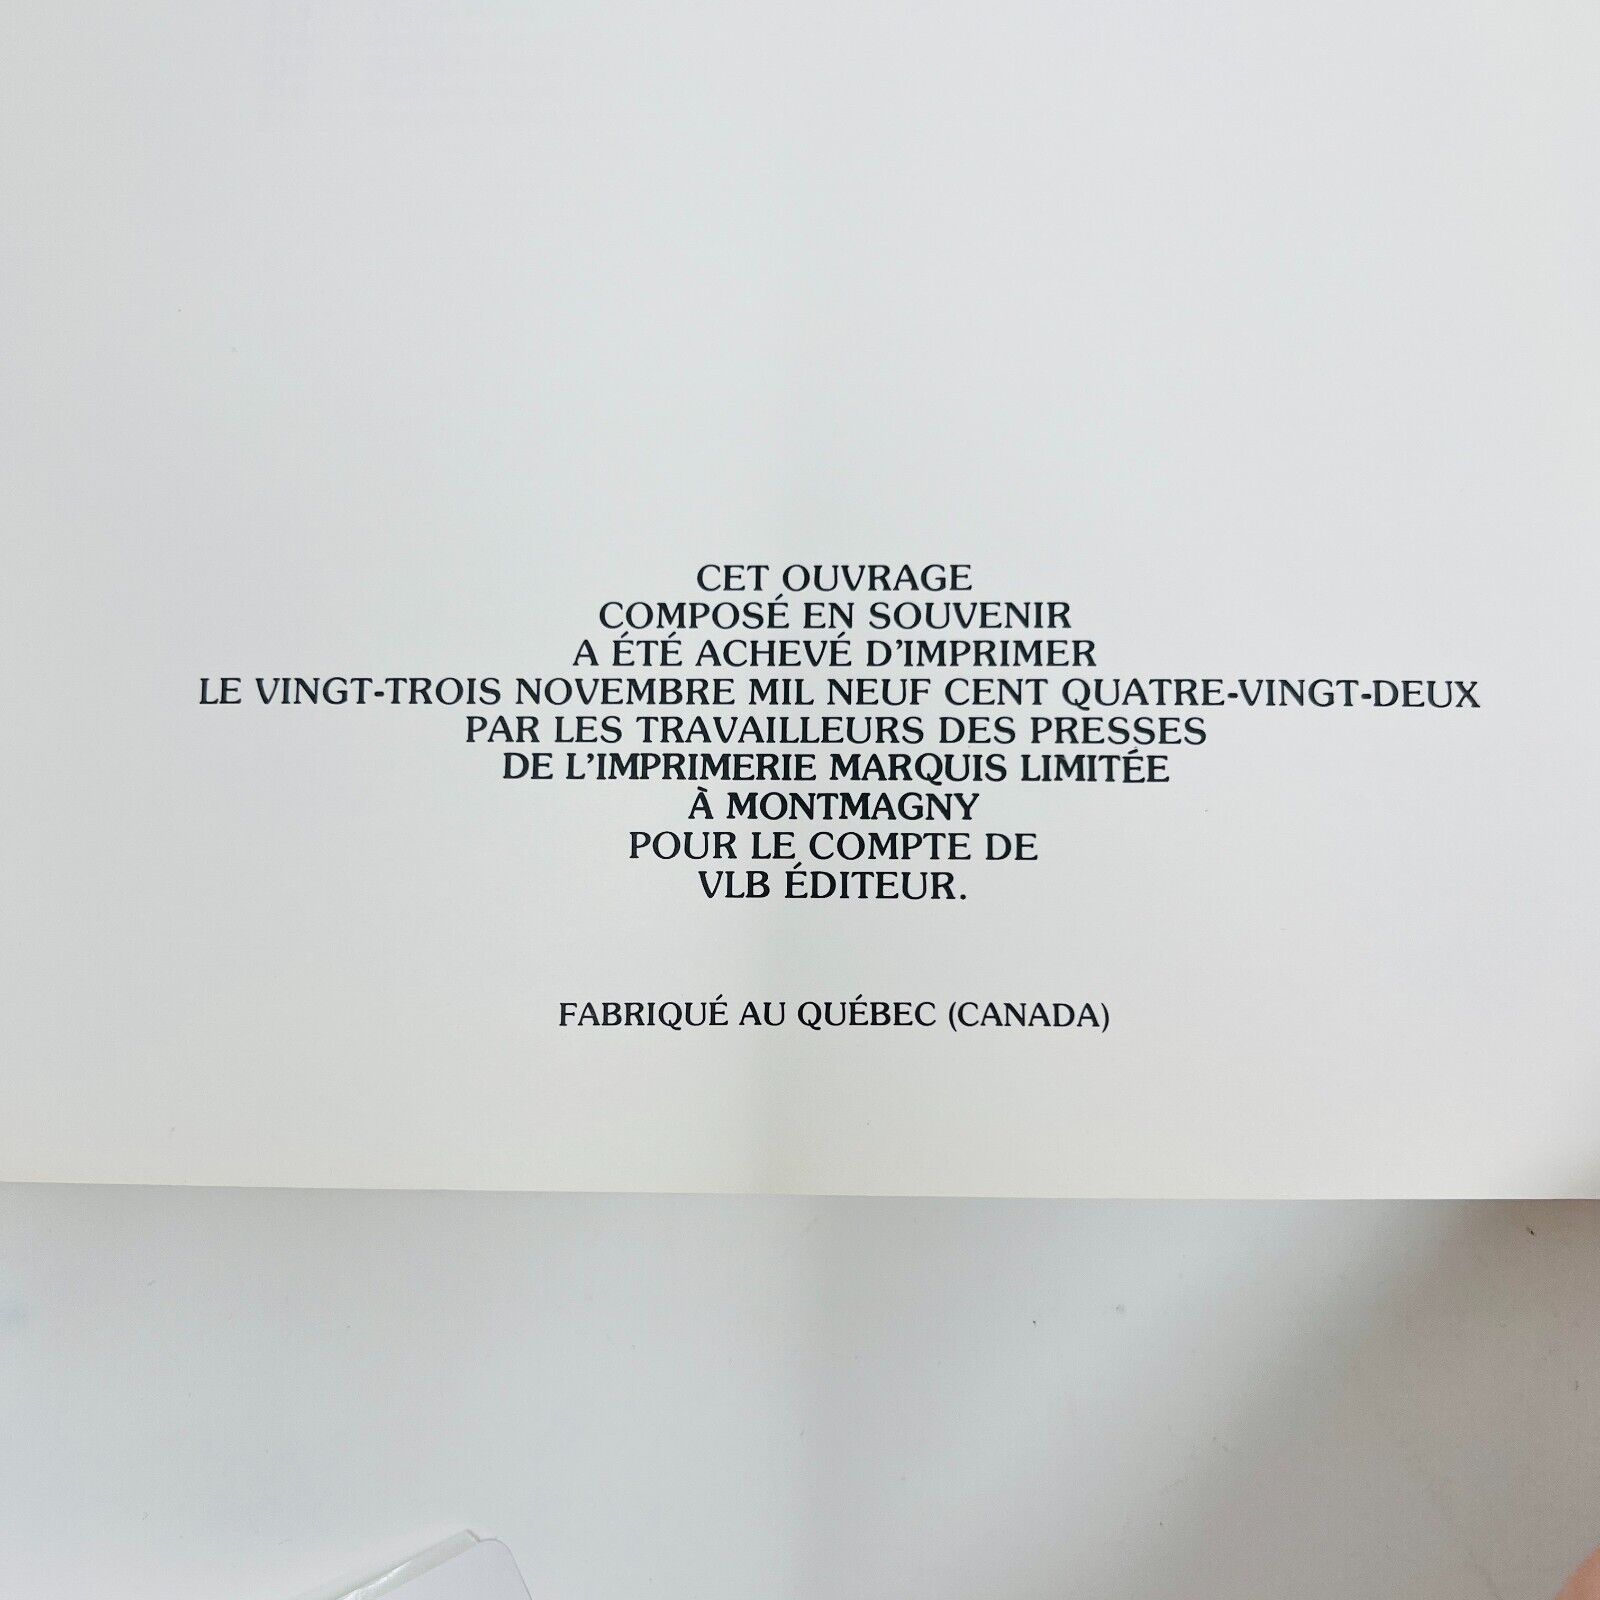 CET OUVRAGE
COMPOSÉ EN SOUVENIR
A ÉTÉ ACHEVÉ D'IMPRIMER
LE VINGT-TROIS NOVEMBRE MIL NEUF CENT QUATRE-VINGT-DEUX
PAR LES TRAVAILLEURS DES PRESSES
DE L'IMPRIMERIE MARQUIS LIMITÉE
À MONTMAGNY
POUR LE COMPTE DE
VLB ÉDITEUR.
FABRIQUÉ AU QUÉBEC (CANADA)